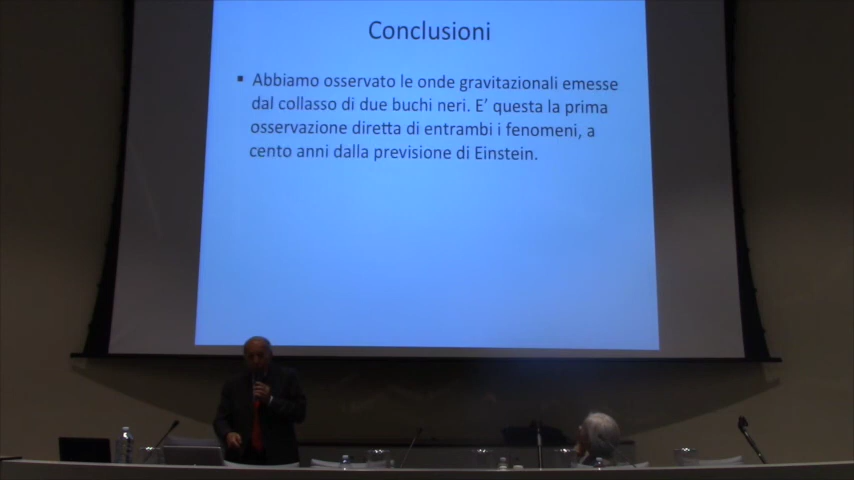 Conclusioni
▪ Abbiamo osservato le onde gravitazionali emesse
dal collasso di due buchi neri. E' questa la prima
osservazione diretta di entrambi i fenomeni, a
cento anni dalla previsione di Einstein.